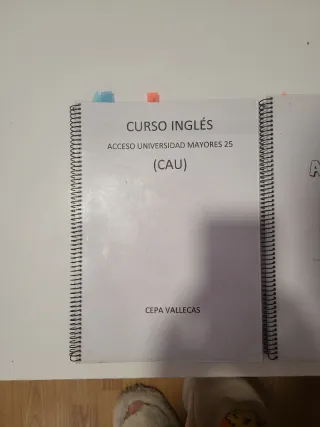 CURSO INGLÉS
ACCESO UNIVERSIDAD MAYORES 25
(CAU)
CEPA VALLECAS
A